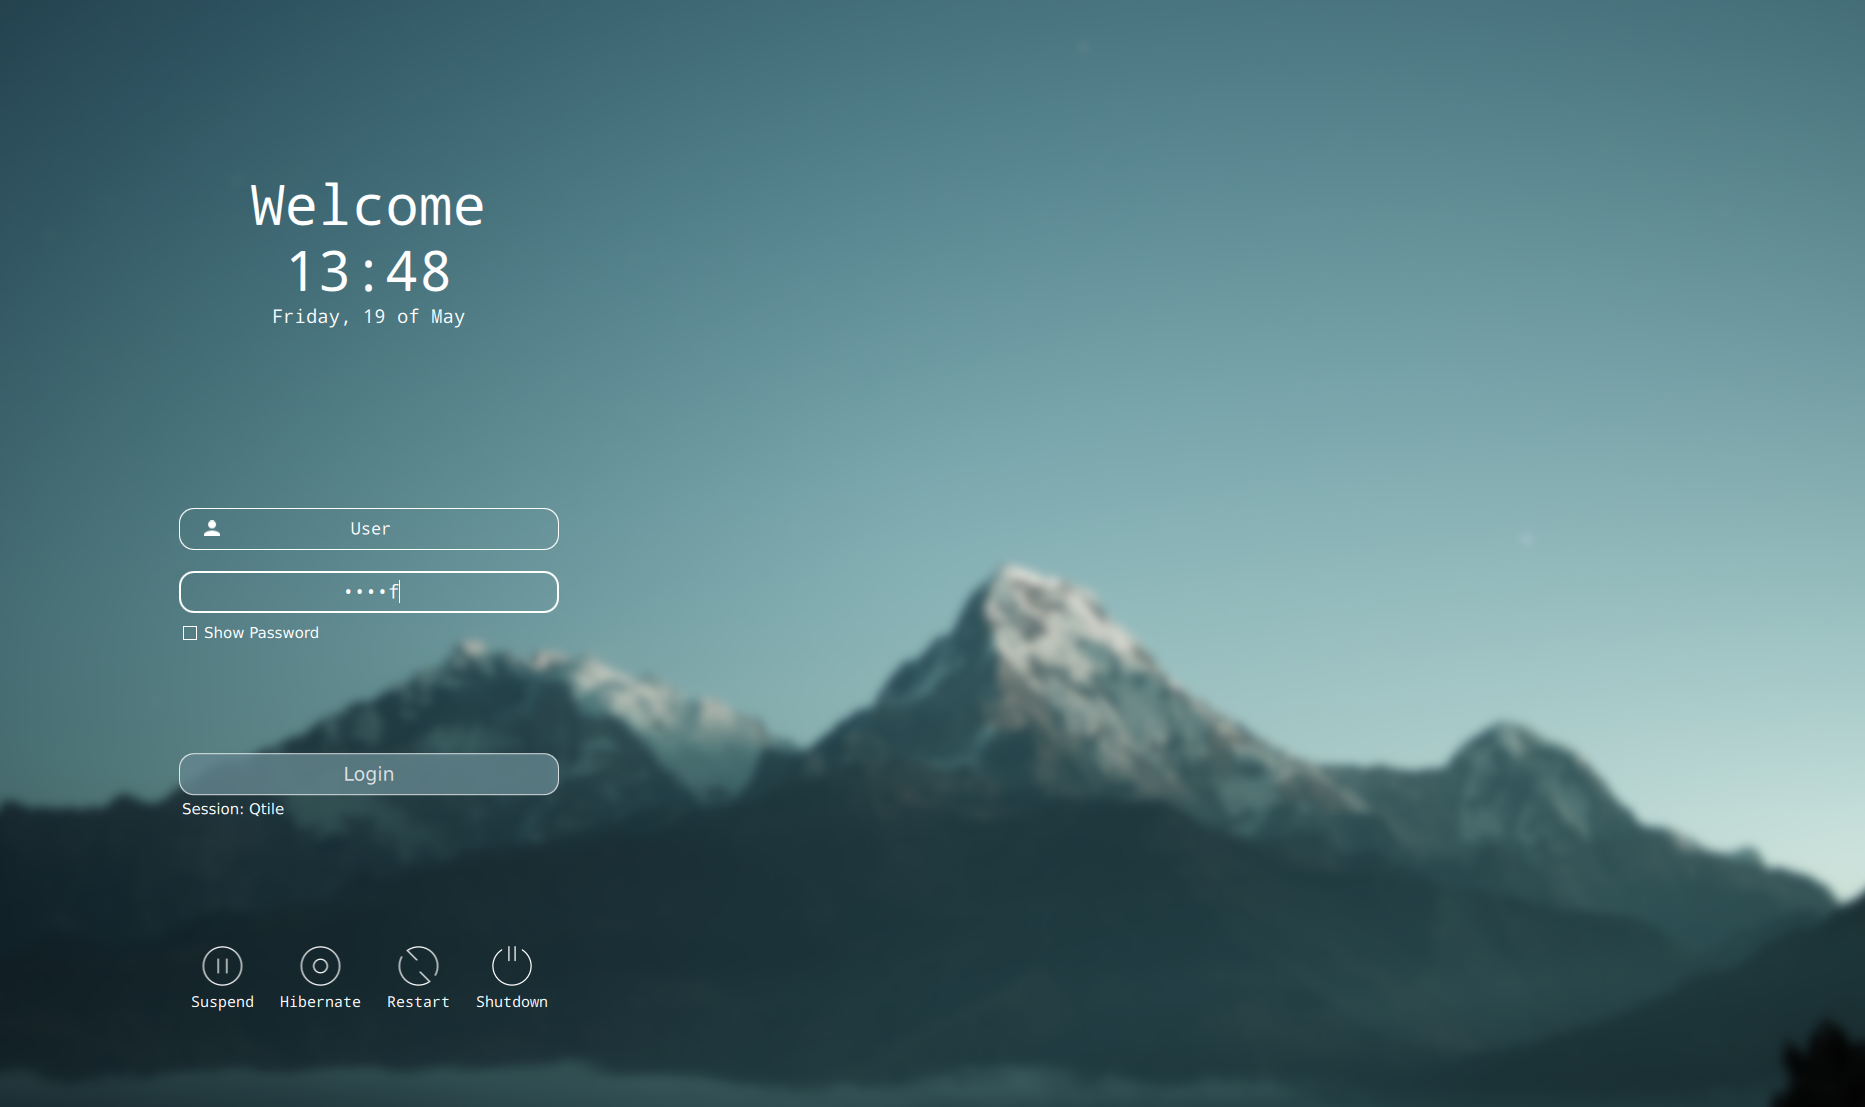 Welcome
13:48
Friday, 19 of May
User
••••f
Show Password
Login
Session: Qtile
Suspend Hibernate Restart Shutdown